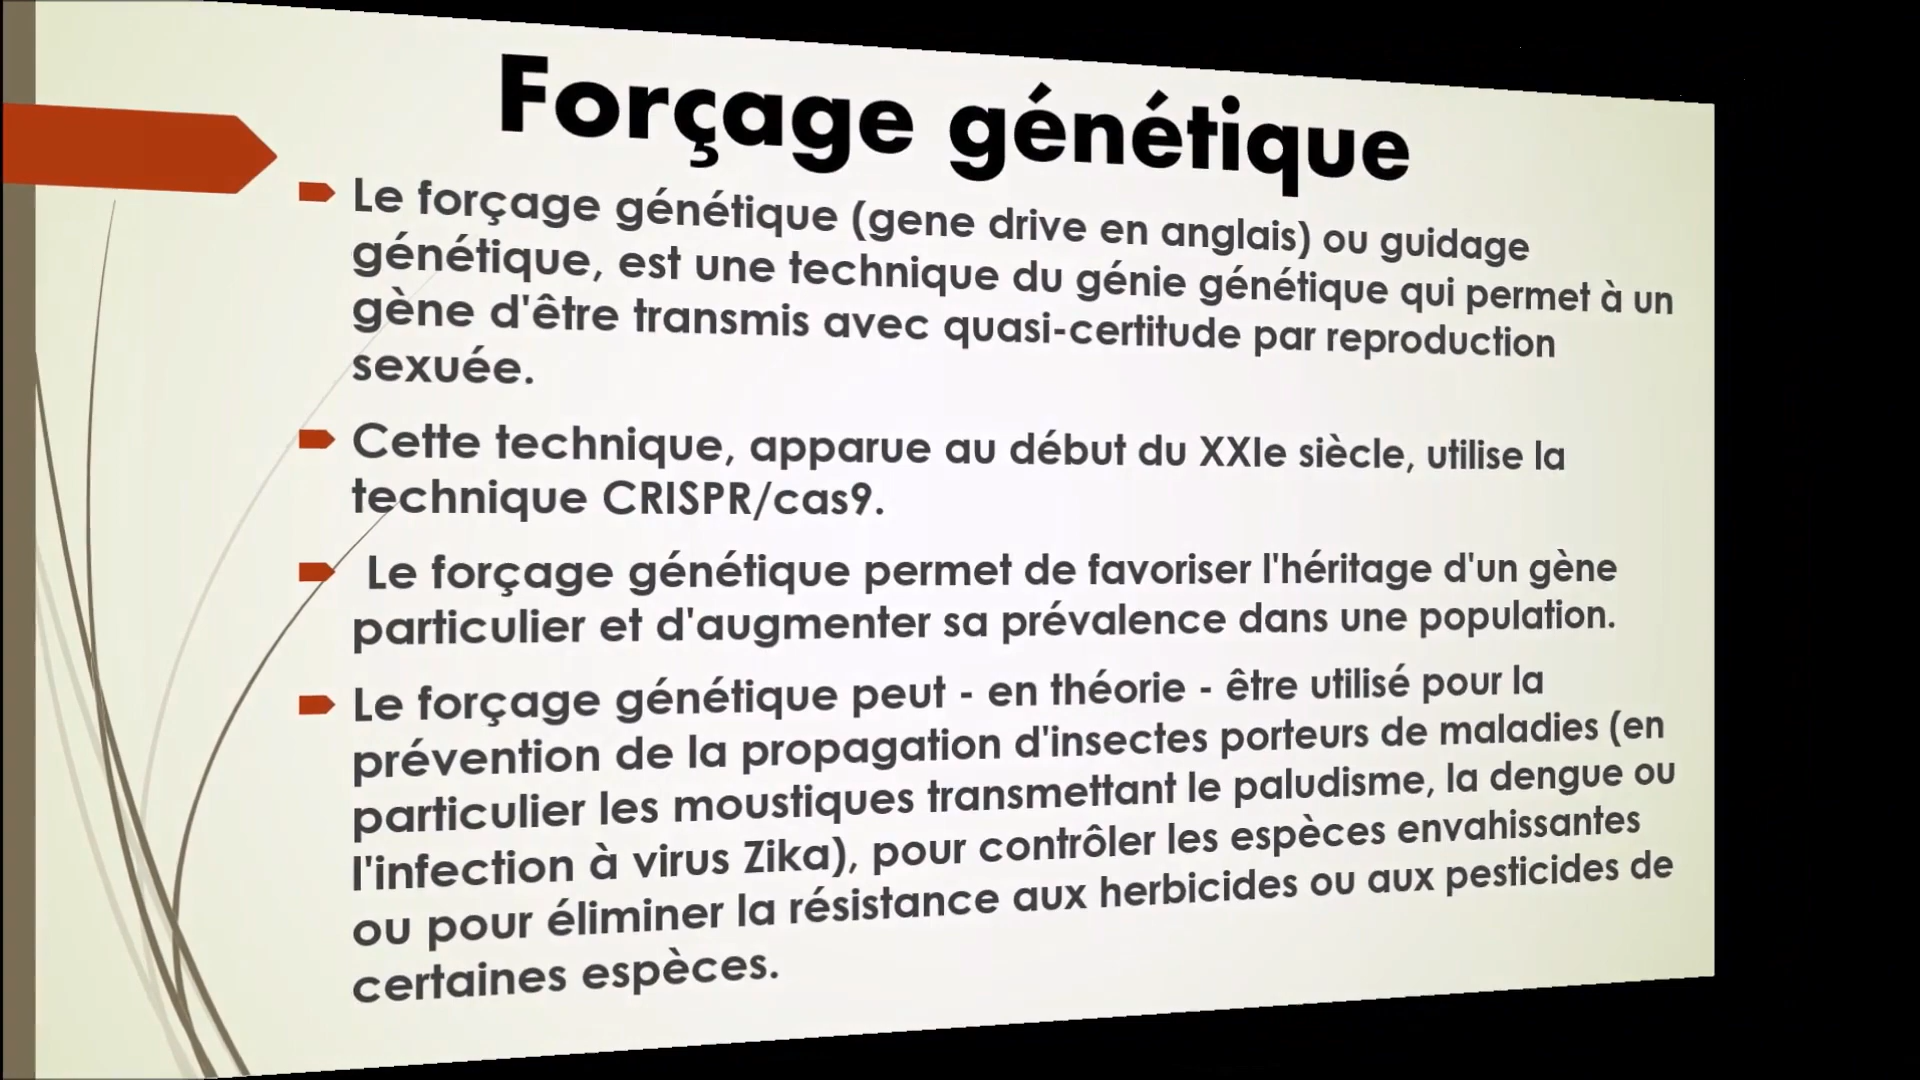 Forçage génétique
Le forçage génétique (gene drive en anglais) ou guidage
génétique, est une technique du génie génétique qui permet à un
gène d'être transmis avec quasi-certitude par reproduction
sexuée.
Cette technique, apparue au début du XXIe siècle, utilise la
technique CRISPR/cas9.
Le forçage génétique permet de favoriser l'héritage d'un gène
particulier et d'augmenter sa prévalence dans une population.
Le forçage génétique peut - en théorie - être utilisé pour la
prévention de la propagation d'insectes porteurs de maladies (en
particulier les moustiques transmettant le paludisme, la dengue ou
l'infection à virus Zika), pour contrôler les espèces envahissantes
ou pour éliminer la résistance aux herbicides ou aux pesticides de
certaines espèces.